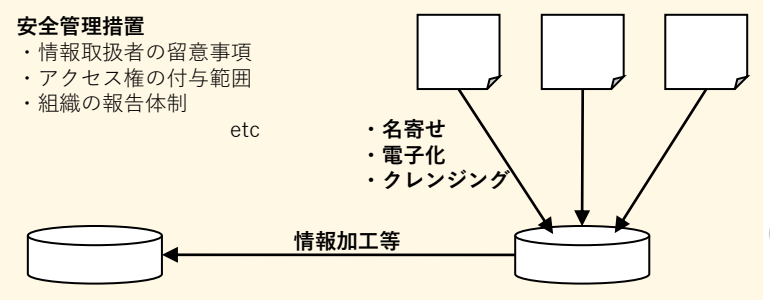 安全管理措置
・情報取扱者の留意事項
・アクセス権の付与範囲
・組織の報告体制
etc
・名寄せ
・電子化
・クレンジング
情報加工等